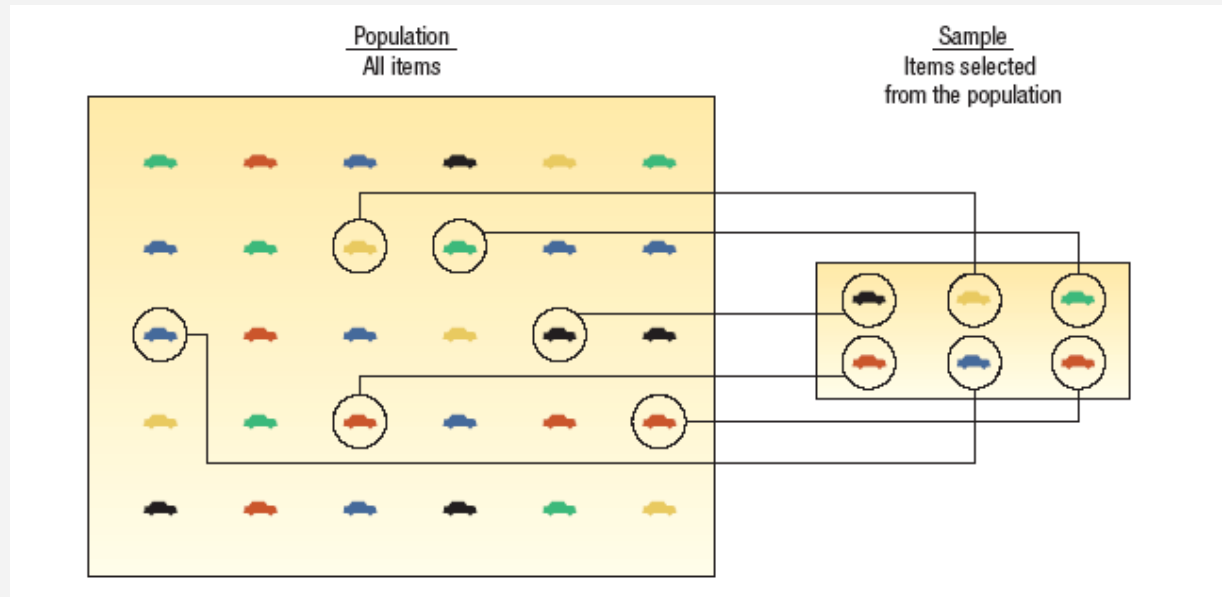 Population
All items
Sample
Items selected
from the population